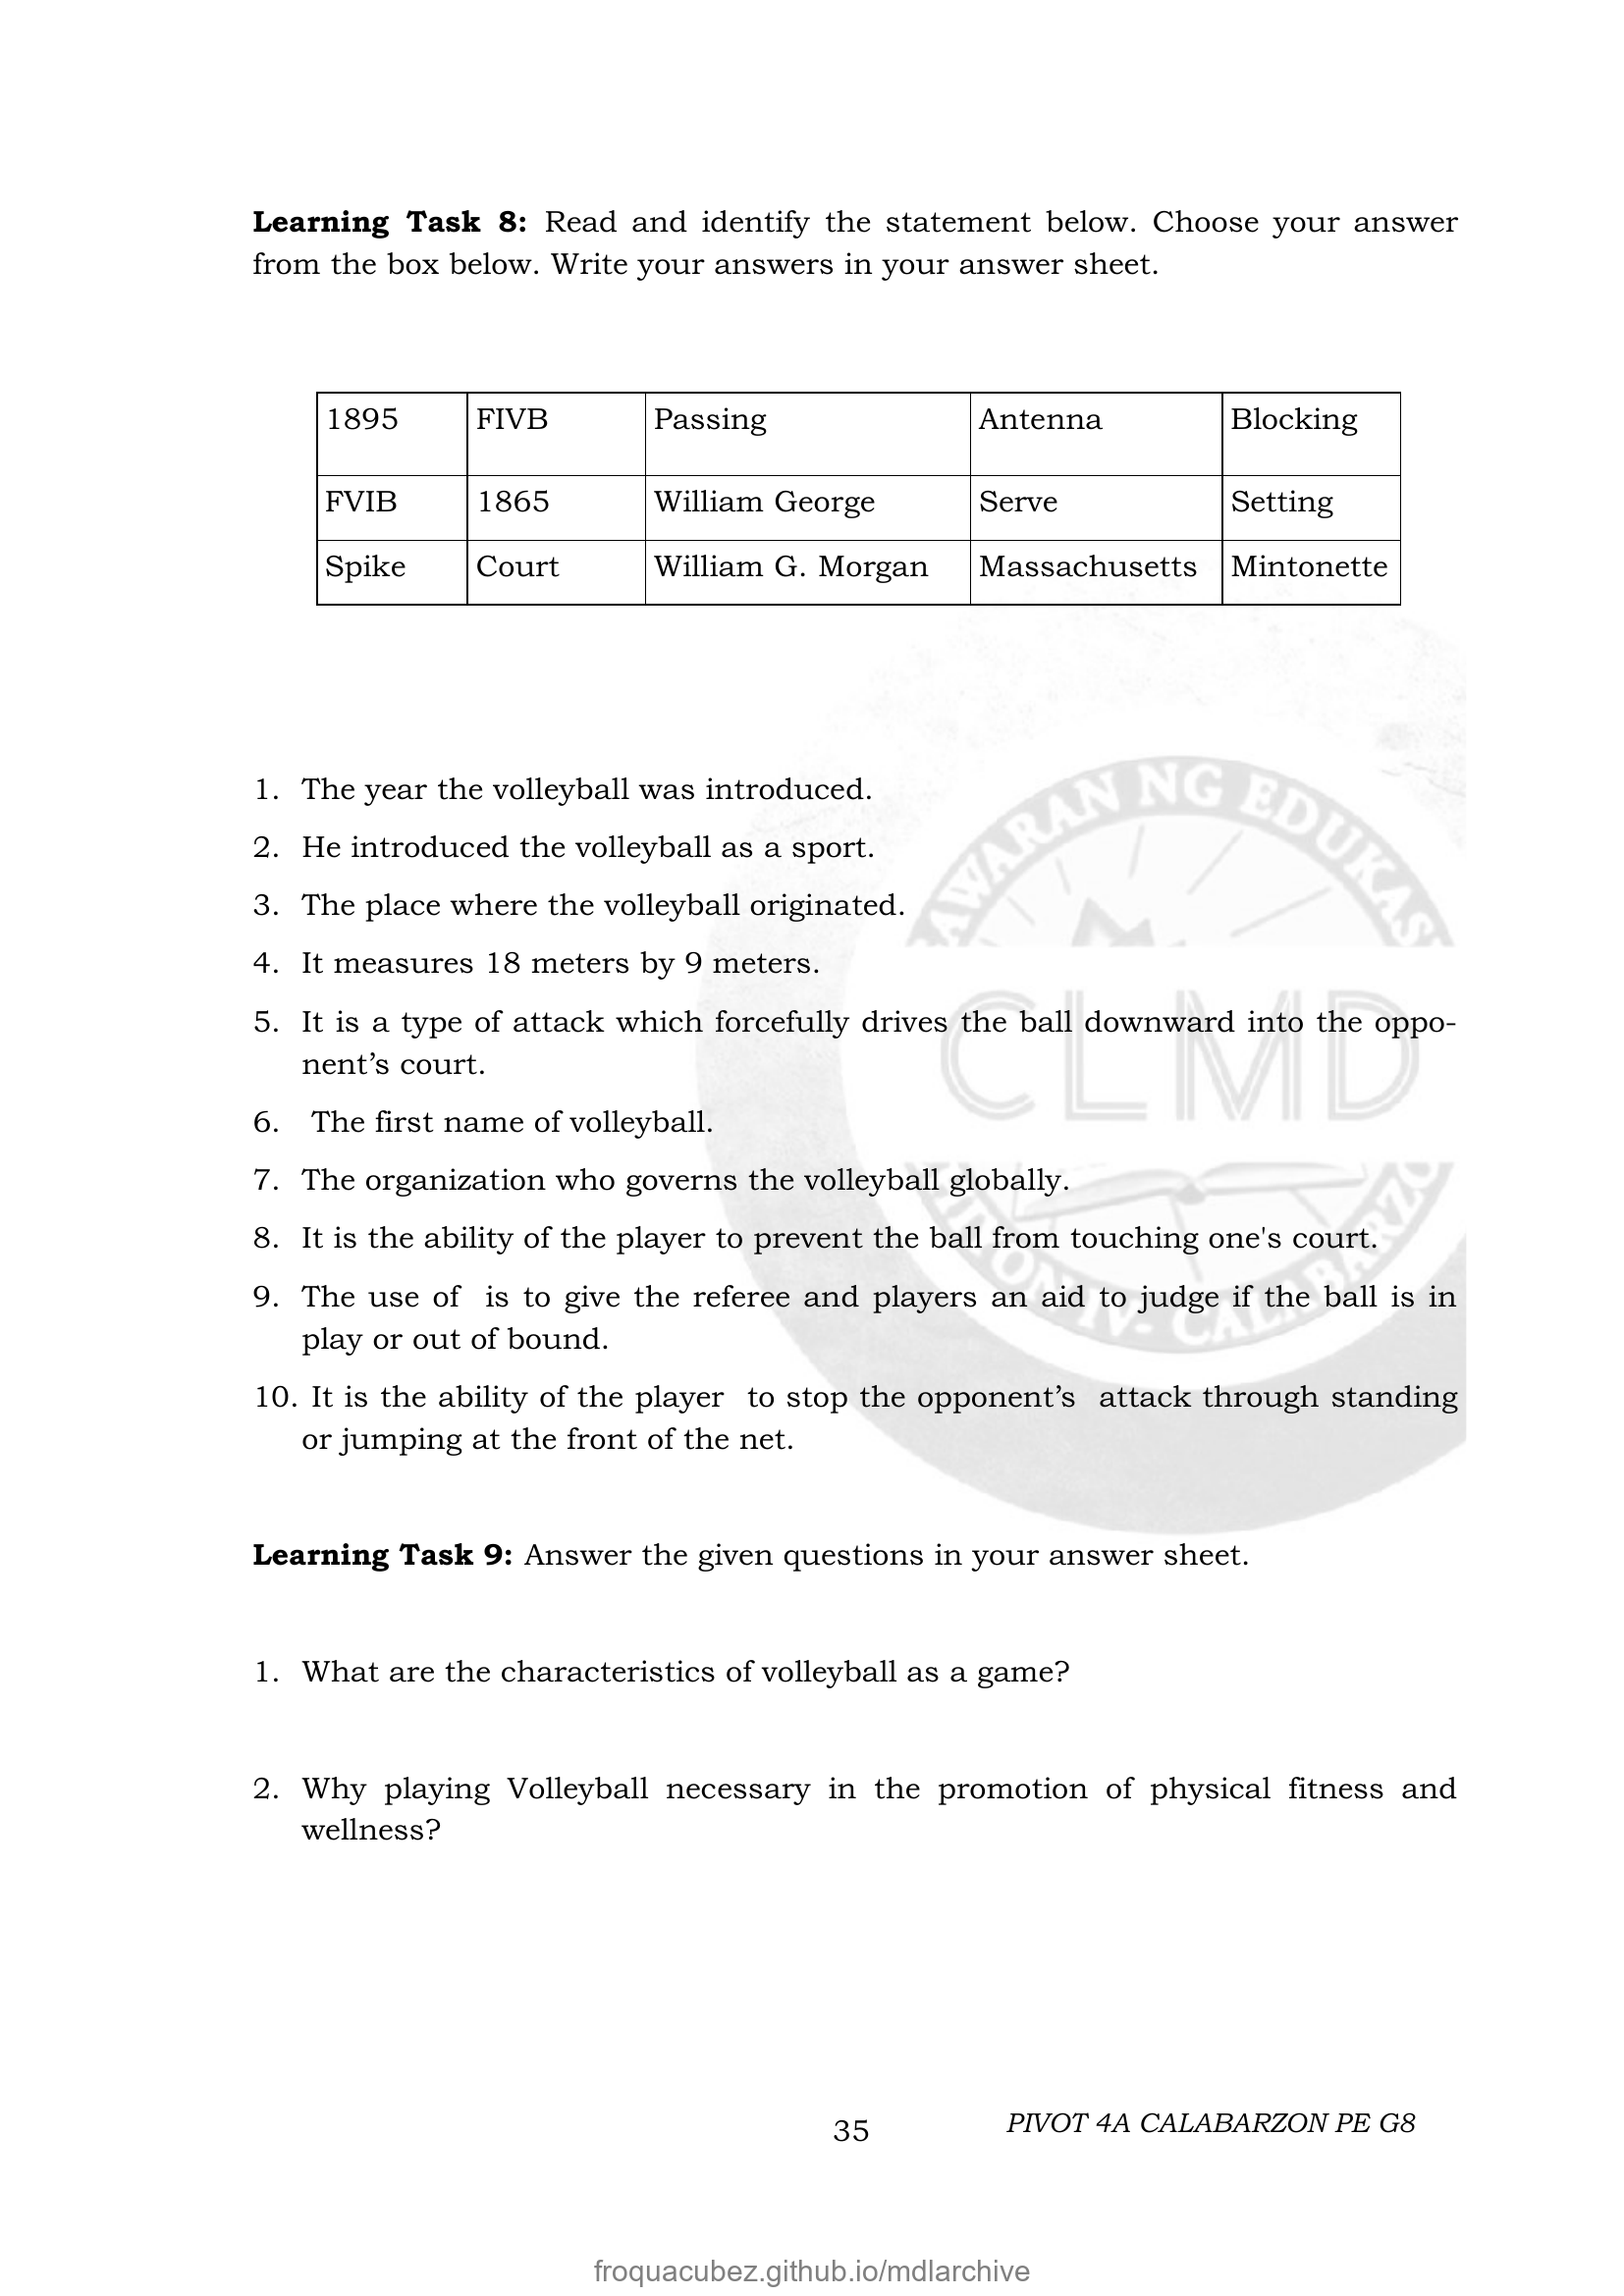 Learning Task 8: Read and identify the statement below. Choose your answer
from the box below. Write your answers in your answer sheet.
1895 FIVB Passing Antenna Blocking
FVIB 1865 William George Serve Setting
Spike Court William G. Morgan Massachusetts Mintonette
1. The year the volleyball was introduced.
2. He introduced the volleyball as a sport.
3. The place where the volleyball originated.
4. It measures 18 meters by 9 meters.
5. It is a type of attack which forcefully drives the ball downward into the oppo-
nent’s court.
6. The first name of volleyball.
7. The organization who governs the volleyball globally.
8. It is the ability of the player to prevent the ball from touching one's court.
9. The use of is to give the referee and players an aid to judge if the ball is in
play or out of bound.
10. It is the ability of the player to stop the opponent’s attack through standing
or jumping at the front of the net.
CLMD
Learning Task 9: Answer the given questions in your answer sheet.
1. What are the characteristics of volleyball as a game?
2. Why playing Volleyball necessary in the promotion of physical fitness and
wellness?
35 PIVOT 4A CALABARZON PE G8
froquacubez.github.io/mdlarchive